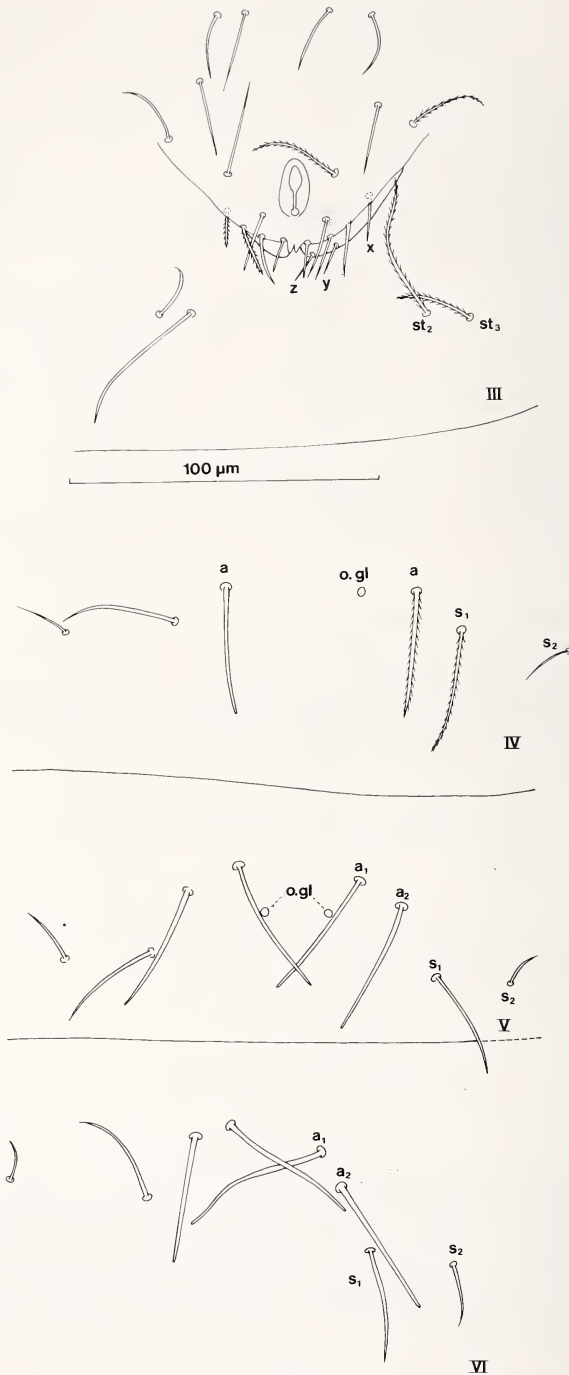 x
z y
st₂ st₃
III
100 µm
a o.gl a
s₁
s₂
IV
a₁
o.gl a₂
s₁
s₂
V
a₁
a₂
s₂
s₁
VI